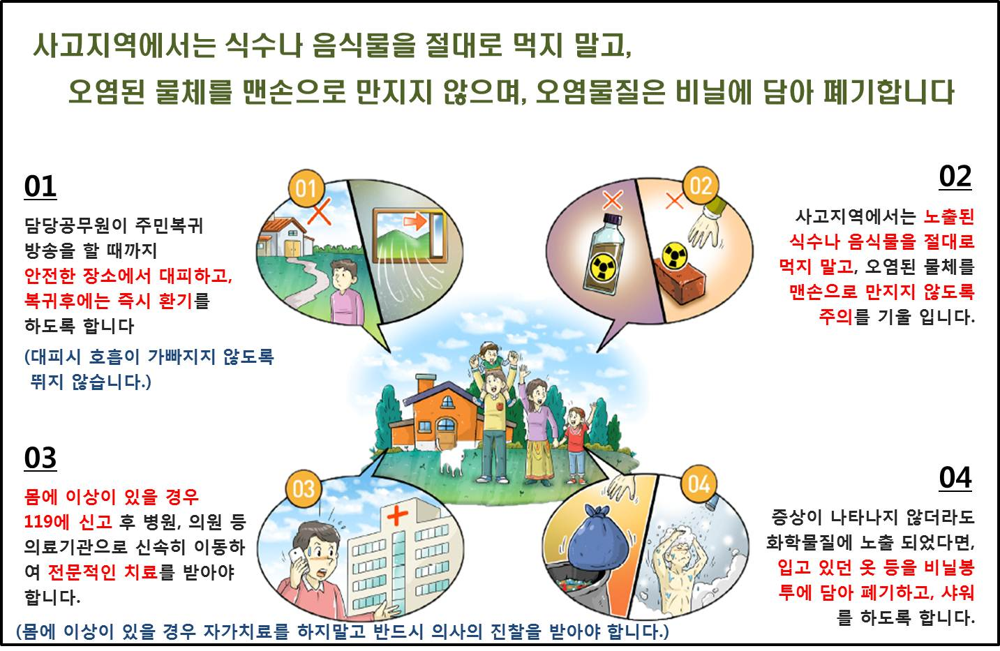 사고지역에서는 식수나 음식물을 절대로 먹지 말고,
오염된 물체를 맨손으로 만지지 않으며, 오염물질은 비닐에 담아 폐기합니다
01
담당공무원이 주민복귀
방송을 할 때까지
안전한 장소에서 대피하고,
복귀후에는 즉시 환기를
하도록 합니다
(대피시 호흡이 가빠지지 않도록
뛰지 않습니다.)
01
02
02
사고지역에서는 노출된
식수나 음식물을 절대로
먹지 말고, 오염된 물체를
맨손으로 만지지 않도록
주의를 기울 입니다.
03
몸에 이상이 있을 경우
119에 신고 후 병원, 의원 등
의료기관으로 신속히 이동하
여 전문적인 치료를 받아야
합니다.
(몸에 이상이 있을 경우 자가치료를 하지말고 반드시 의사의 진찰을 받아야 합니다.)
03
04
04
증상이 나타나지 않더라도
화학물질에 노출 되었다면,
입고 있던 옷 등을 비닐봉
투에 담아 폐기하고, 샤워
를 하도록 합니다.